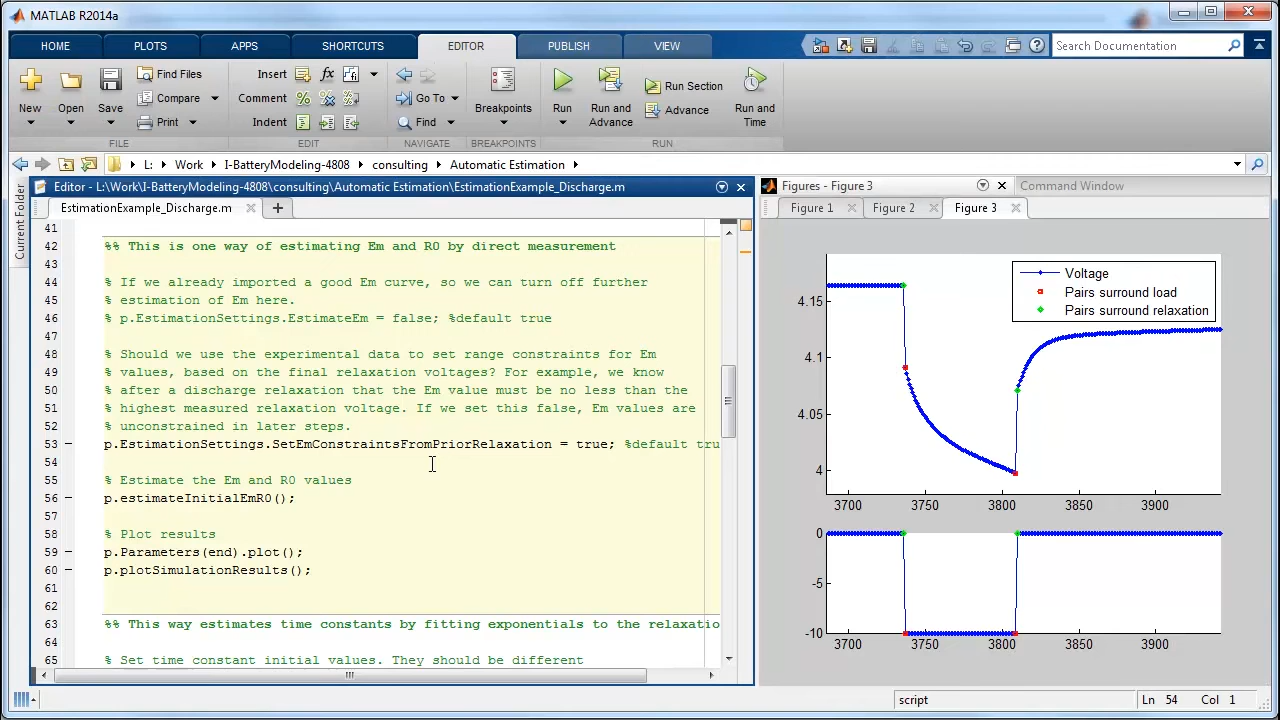 MATLAB R2014a
HOME PLOTS APPS SHORTCUTS EDITOR PUBLISH VIEW Search Documentation
New Open Save Find Files Compare Print
Insert Comment Indent
Go To Find
Breakpoints
Run Run and Advance Run Section Advance Run and Time
FILE EDIT NAVIGATE BREAKPOINTS RUN
L: Work I-BatteryModeling-4808 consulting Automatic Estimation
Current Folder
Editor - L:\Work\I-BatteryModeling-4808\consulting\Automatic Estimation\EstimationExample_Discharge.m
EstimationExample_Discharge.m
41
42 %% This is one way of estimating Em and R0 by direct measurement
43
44 % If we already imported a good Em curve, so we can turn off further
45 % estimation of Em here.
46 % p.EstimationSettings.EstimateEm = false; %default true
47
48 % Should we use the experimental data to set range constraints for Em
49 % values, based on the final relaxation voltages? For example, we know
50 % after a discharge relaxation that the Em value must be no less than the
51 % highest measured relaxation voltage. If we set this false, Em values are
52 % unconstrained in later steps.
53 p.EstimationSettings.SetEmConstraintsFromPriorRelaxation = true; %default tru
54
55 % Estimate the Em and R0 values
56 p.estimateInitialEmR0();
57
58 % Plot results
59 p.Parameters(end).plot();
60 p.plotSimulationResults();
61
62
63 %% This way estimates time constants by fitting exponentials to the relaxatio
64
65 % Set time constant initial values. They should be different
Figures - Figure 3 Command Window
Figure 1 Figure 2 Figure 3
Voltage
Pairs surround load
Pairs surround relaxation
4.15
4.1
4.05
4
3700 3750 3800 3850 3900
0
-5
-10
3700 3750 3800 3850 3900
script Ln 54 Col 1